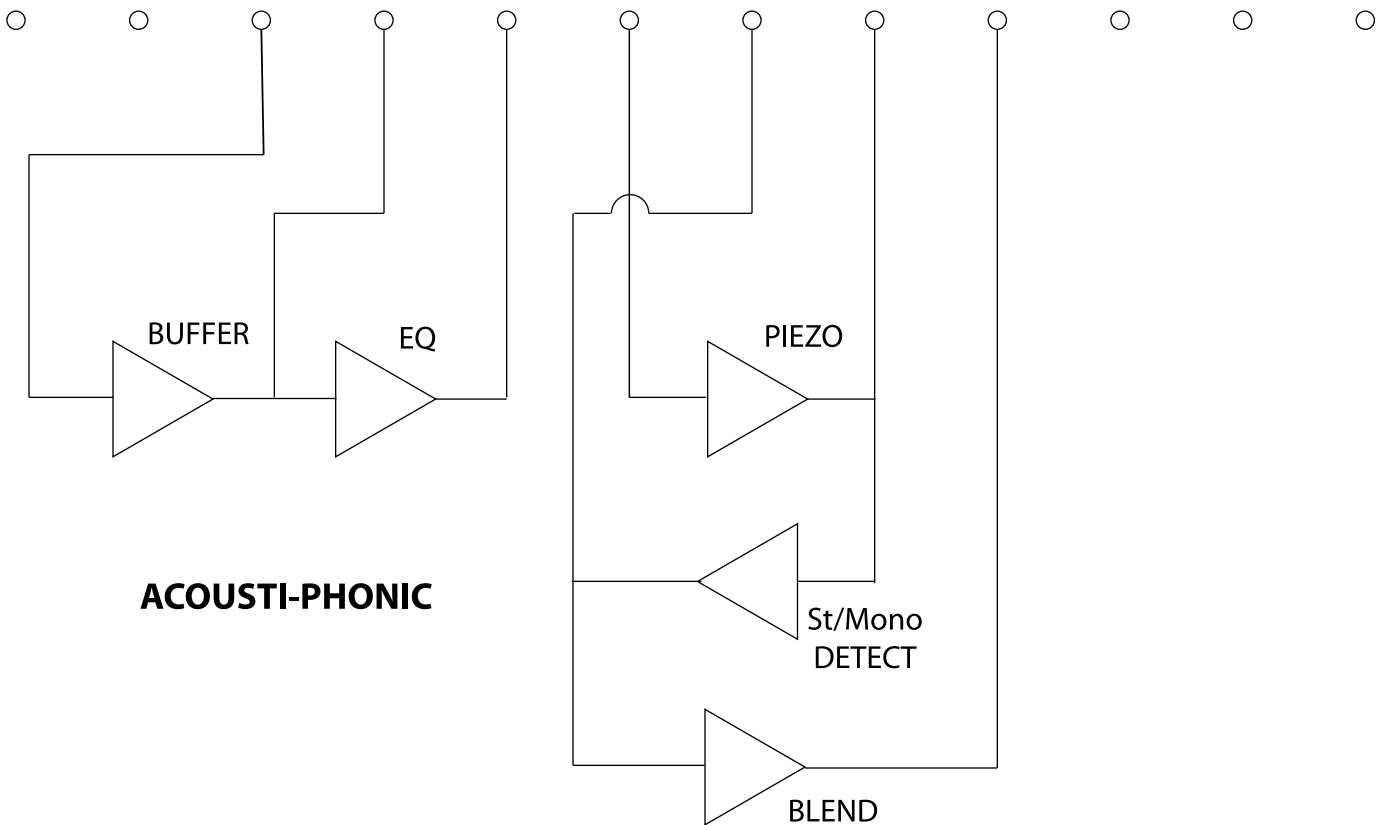 BUFFER
EQ
PIEZO
ACOUSTI-PHONIC
St/Mono
DETECT
BLEND